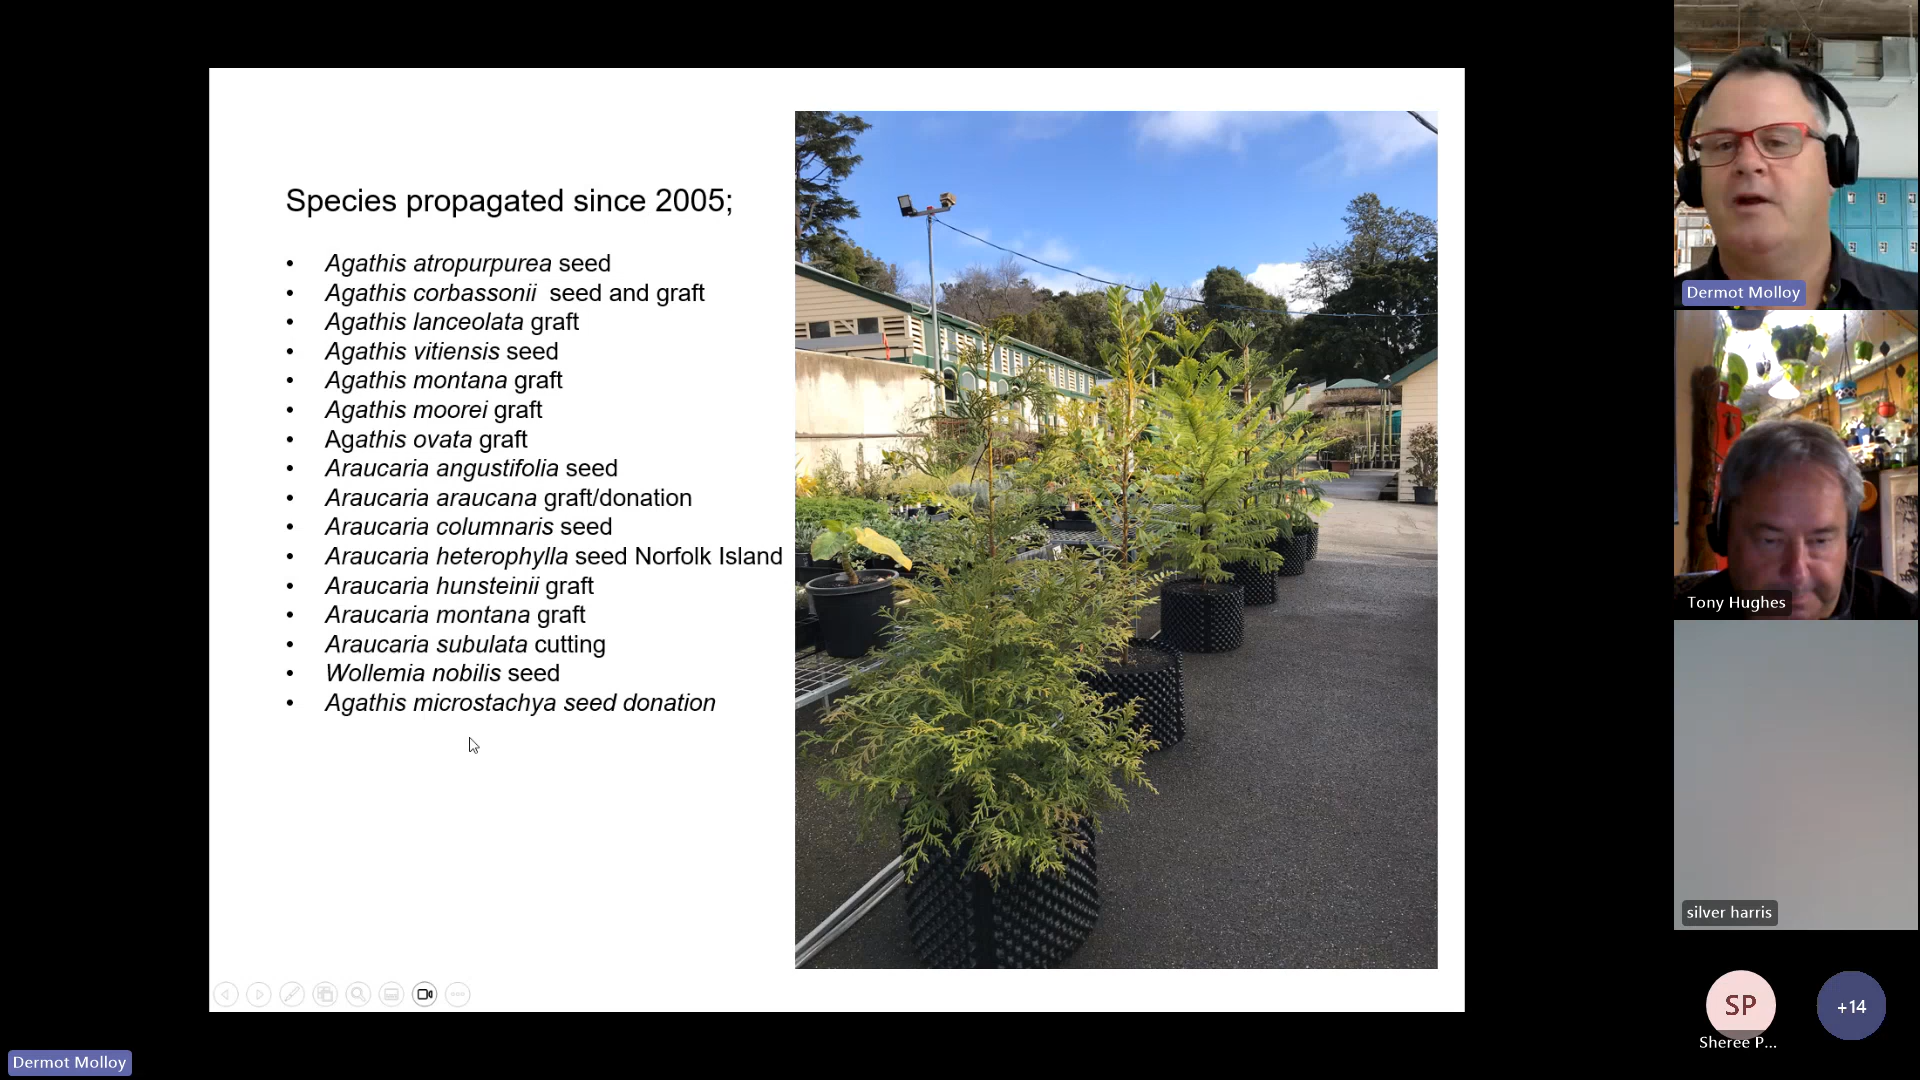 Species propagated since 2005;
• Agathis atropurpurea seed
• Agathis corbassonii  seed and graft
• Agathis lanceolata graft
• Agathis vitiensis seed
• Agathis montana graft
• Agathis moorei graft
• Agathis ovata graft
• Araucaria angustifolia seed
• Araucaria araucana graft/donation
• Araucaria columnaris seed
• Araucaria heterophylla seed Norfolk Island
• Araucaria hunsteinii graft
• Araucaria montana graft
• Araucaria subulata cutting
• Wollemia nobilis seed
• Agathis microstachya seed donation
Dermot Molloy
Tony Hughes
silver harris
SP
Sheree P...
+14
Dermot Molloy